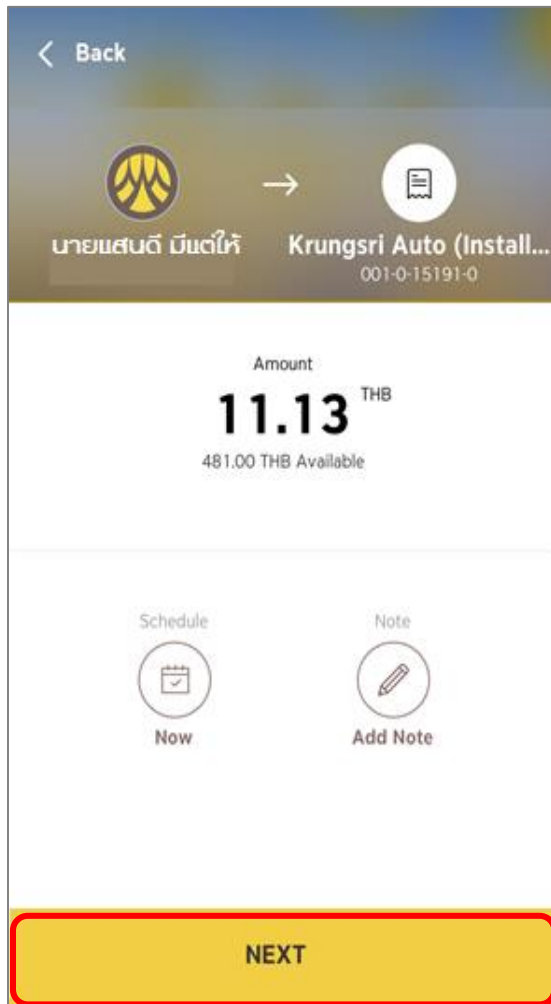 Back
นายแสนดี มีแต่ให้
Krungsri Auto (Install...
001-0-15191-0
Amount
11.13 THB
481.00 THB Available
Schedule
Note
Now
Add Note
NEXT